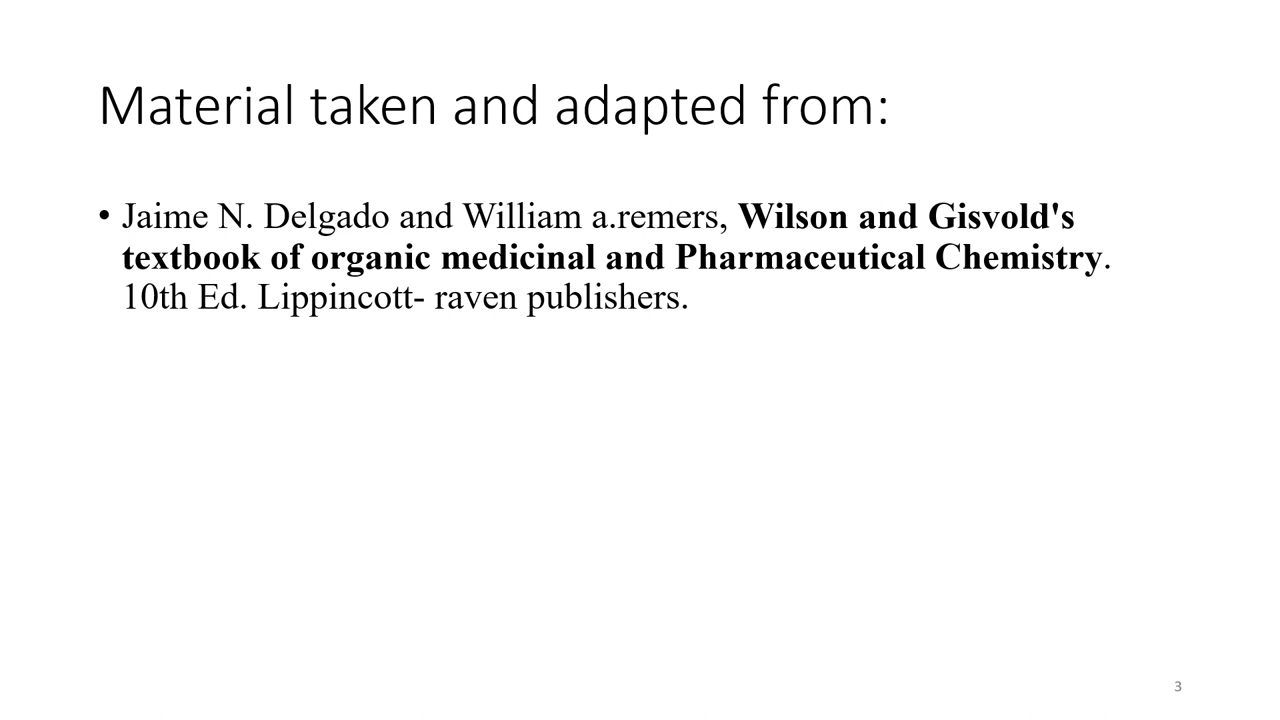 Material taken and adapted from:
• Jaime N. Delgado and William a.remers, Wilson and Gisvold's
textbook of organic medicinal and Pharmaceutical Chemistry.
10th Ed. Lippincott- raven publishers.
3